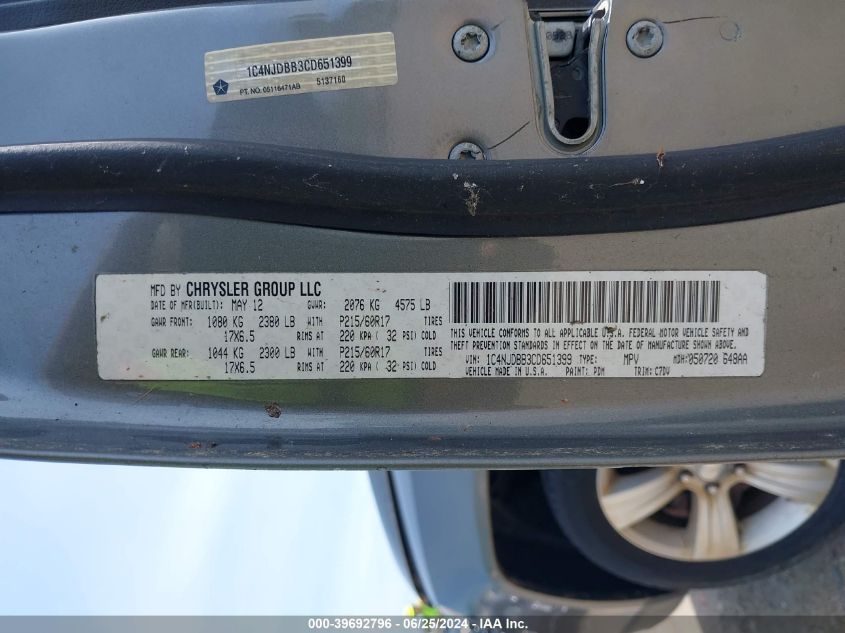 1C4NJDBB3CD651399
5137160
PT. NO. 05116471AB
MFD BY CHRYSLER GROUP LLC
DATE OF MFR(BUILT): MAY 12 GVWR: 2076 KG 4575 LB
GAWR FRONT: 1080 KG 2380 LB WITH P215/60R17 TIRES
17X6.5 RIMS AT 220 KPA ( 32 PSI) COLD
GAWR REAR: 1044 KG 2300 LB WITH P215/60R17 TIRES
17X6.5 RIMS AT 220 KPA ( 32 PSI) COLD
THIS VEHICLE CONFORMS TO ALL APPLICABLE U.S.A. FEDERAL MOTOR VEHICLE SAFETY AND
THEFT PREVENTION STANDARDS IN EFFECT ON THE DATE OF MANUFACTURE SHOWN ABOVE.
VIN: 1C4NJDBB3CD651399 TYPE: MPV MDH:050720 648AA
VEHICLE MADE IN U.S.A. PAINT: PDM TRIM: C7DV
000-39692796 - 06/25/2024 - IAAI.COM